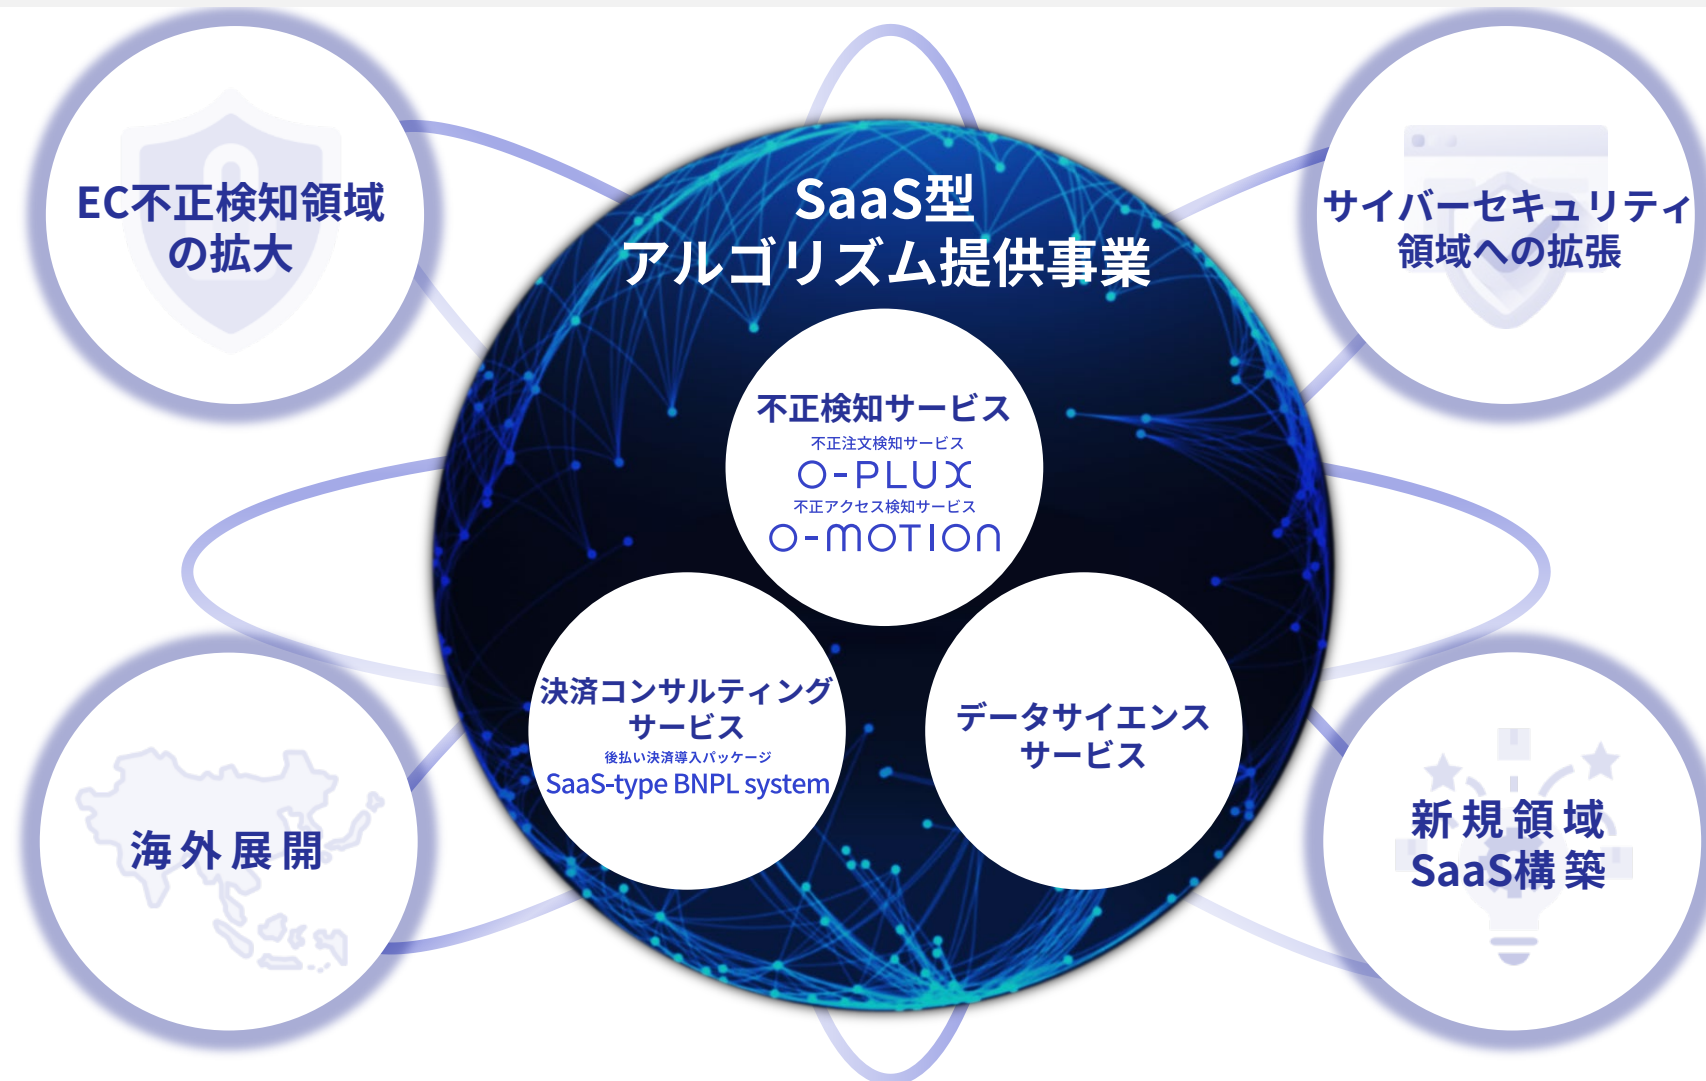 EC不正検知領域
の拡大
サイバーセキュリティ
領域への拡張
SaaS型
アルゴリズム提供事業
不正検知サービス
不正注文検知サービス
O-PLUX
不正アクセス検知サービス
O-MOTION
決済コンサルティング
サービス
後払い決済導入パッケージ
SaaS-type BNPL system
データサイエンス
サービス
海外展開
新規領域
SaaS構築